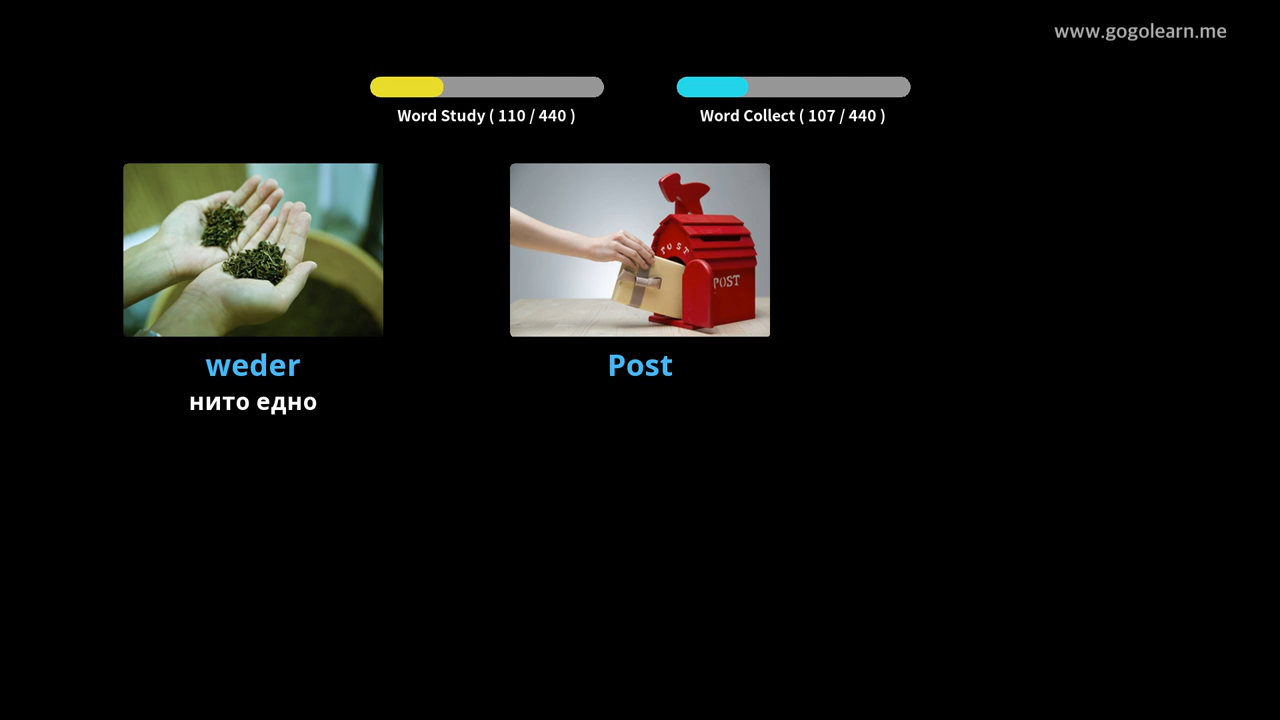 www.gogolearn.me
Word Study ( 110 / 440 )
Word Collect ( 107 / 440 )
POST
POST
weder
Post
нито едно